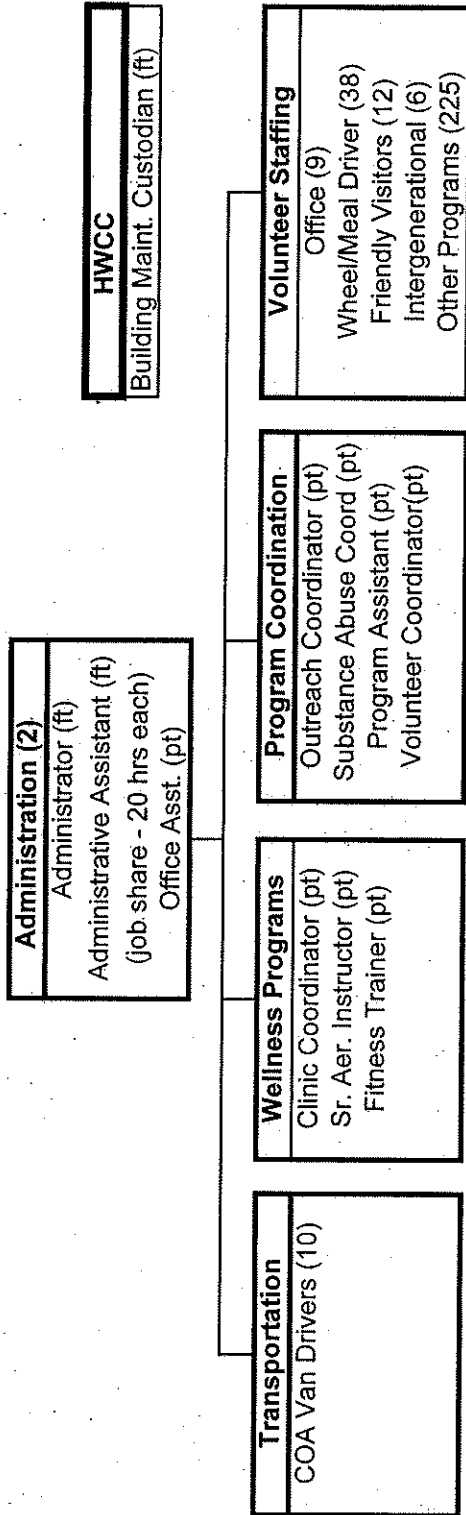 HWCC
Building Maint. Custodian (ft)
Administration (2)
Administrator (ft)
Administrative Assistant (ft)
(job share - 20 hrs each)
Office Asst. (pt)
Transportation
COA Van Drivers (10)
Wellness Programs
Clinic Coordinator (pt)
Sr. Aer. Instructor (pt)
Fitness Trainer (pt)
Program Coordination
Outreach Coordinator (pt)
Substance Abuse Coord (pt)
Program Assistant (pt)
Volunteer Coordinator(pt)
Volunteer Staffing
Office (9)
Wheel/Meal Driver (38)
Friendly Visitors (12)
Intergenerational (6)
Other Programs (225)